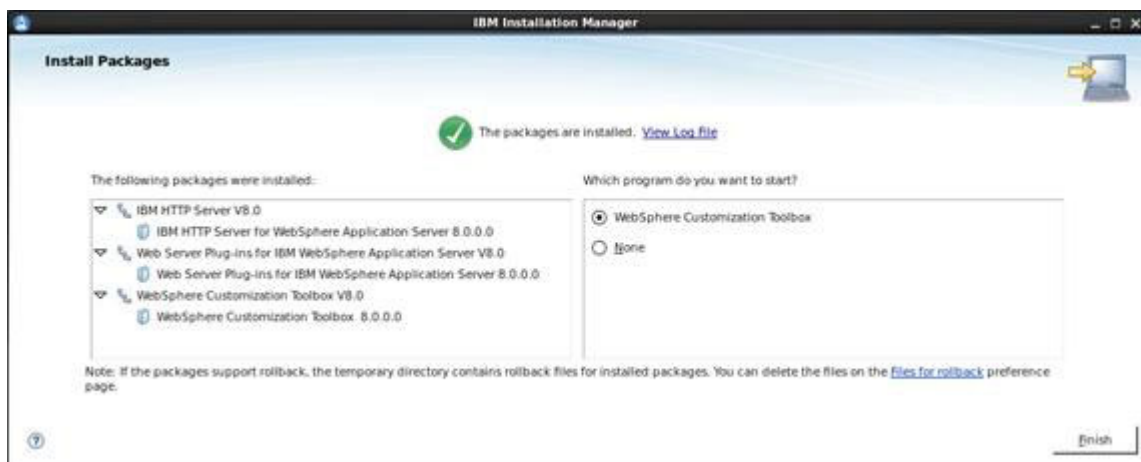 IBM Installation Manager
Install Packages
The packages are installed. View Log File
The following packages were installed:
IBM HTTP Server V8.0
IBM HTTP Server for WebSphere Application Server 8.0.0.0
Web Server Plug-ins for IBM WebSphere Application Server V8.0
Web Server Plug-ins for IBM WebSphere Application Server 8.0.0.0
WebSphere Customization Toolbox V8.0
WebSphere Customization Toolbox 8.0.0.0
Which program do you want to start?
WebSphere Customization Toolbox
None
Note: If the packages support rollback, the temporary directory contains rollback files for installed packages. You can delete the files on the Files for rollback preference
page.
?
Finish